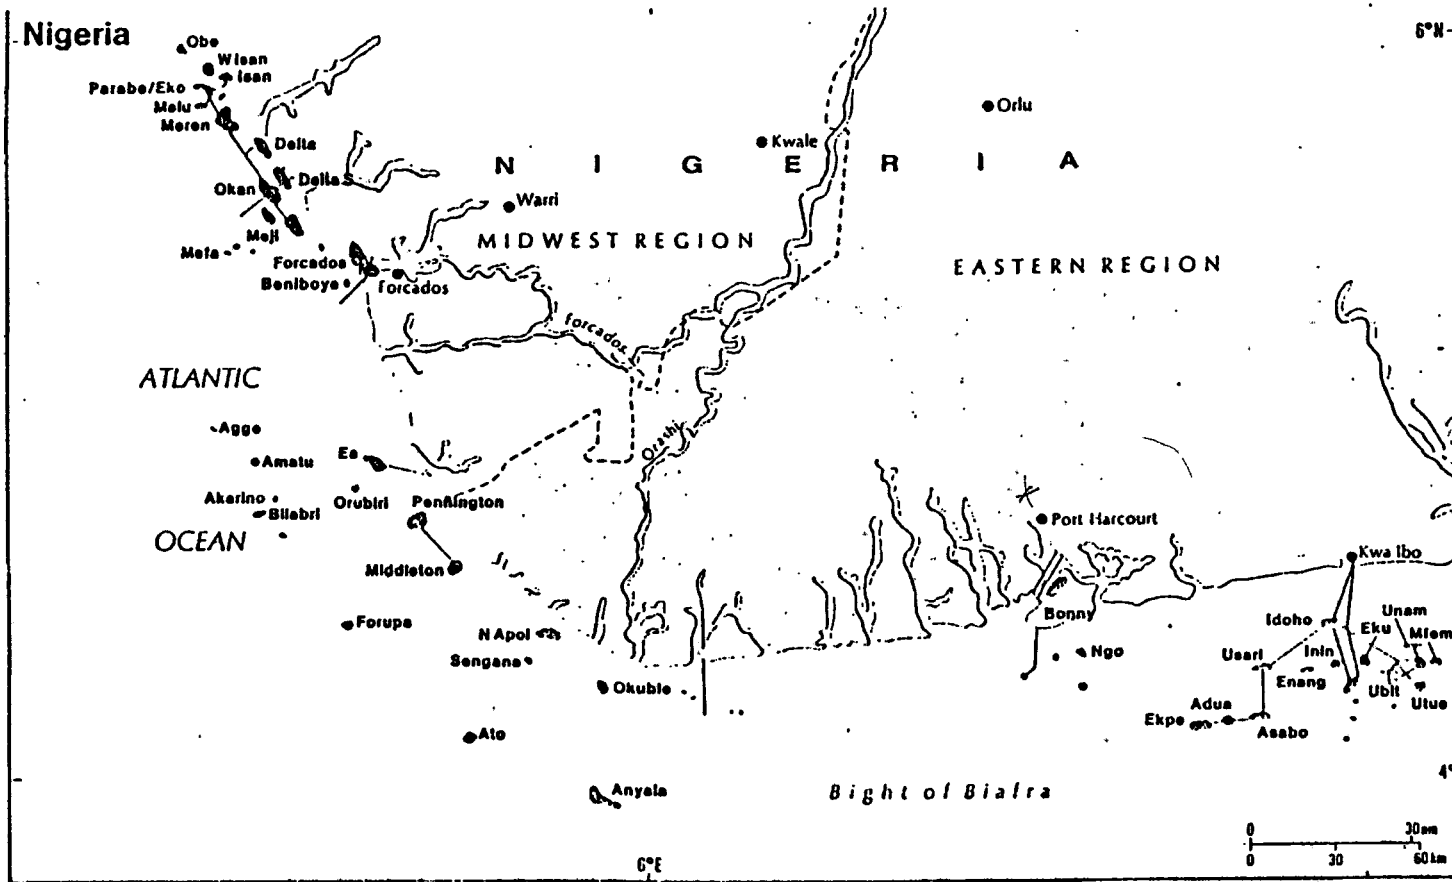 Nigeria
6°N
Obe
Wisan
Isan
Parabe/Eko
Malu
Meren
Orlu
Kwale
Delta
N I G E R I A
Delta S
Okan
Warri
Meji
MIDWEST REGION
Mefa
EASTERN REGION
Forcados
Beniboye
Forcados
Forcados
ATLANTIC
Agge
Orashi
Ea
Amatu
Akarino
Orubiri
Pennington
Bilabri
Port Harcourt
OCEAN
Kwa Ibo
Middleton
Bonny
Idoho
Unam
Forupa
Eku
Miem
N Apoi
Ngo
Usari
Inin
Sengana
Enang
Ubit
Okubie
Utue
Adua
Ekpe
Asabo
Ato
4°
Anyala
Bight of Biafra
0 30nm
0 30 60km
6°E